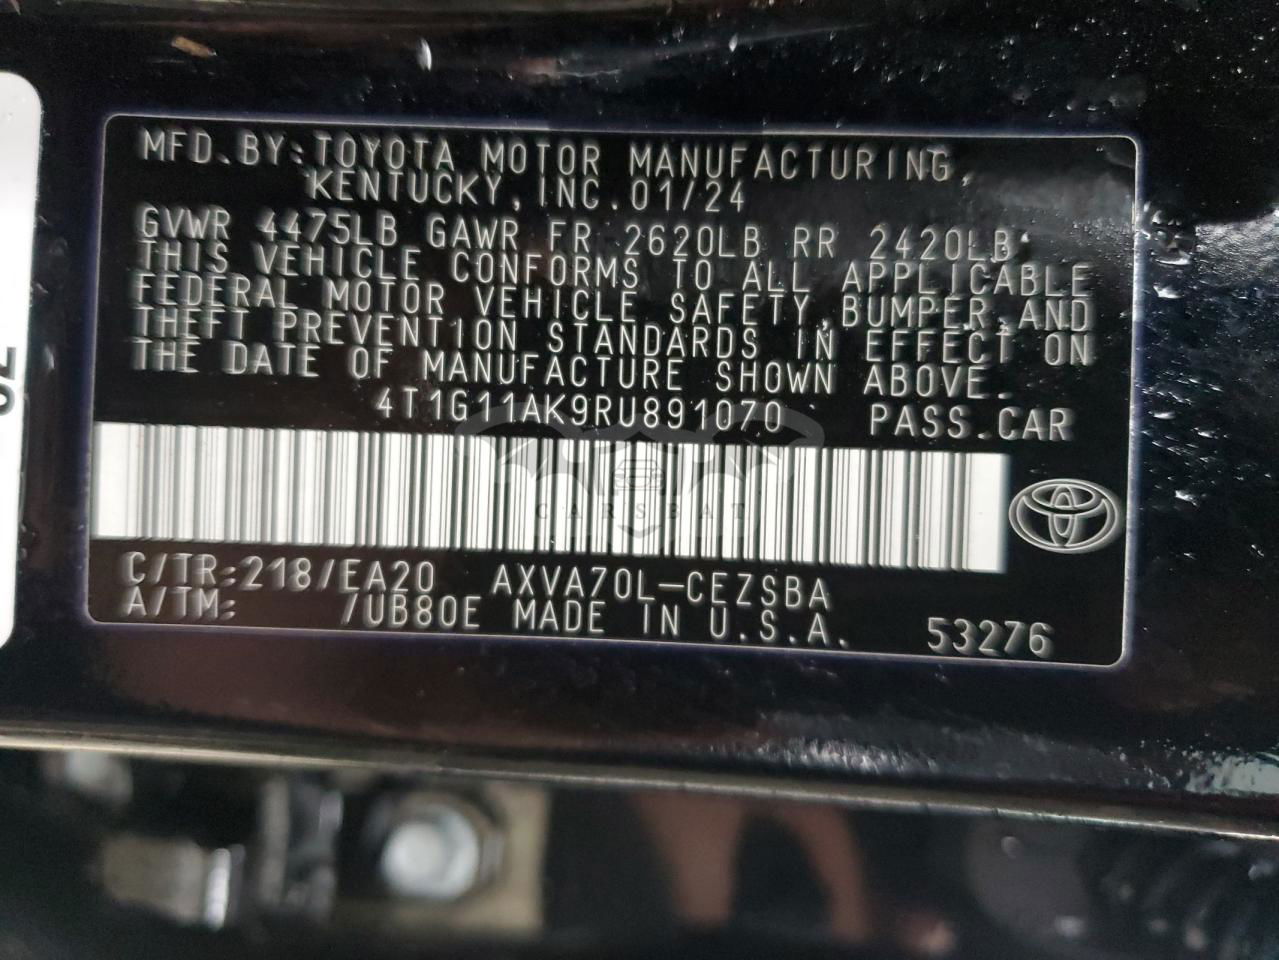 MFD.BY:TOYOTA MOTOR MANUFACTURING,
KENTUCKY,INC.01/24
GVWR 4475LB GAWR FR 2620LB RR 2420LB
THIS VEHICLE CONFORMS TO ALL APPLICABLE
FEDERAL MOTOR VEHICLE SAFETY,BUMPER,AND
THEFT PREVENTION STANDARDS IN EFFECT ON
THE DATE OF MANUFACTURE SHOWN ABOVE.
4T1G11AK9RU891070 PASS.CAR
CARSBAT
C/TR:218/EA20 AXVA70L-CEZSBA
A/TM: /UB80E MADE IN U.S.A. 53276